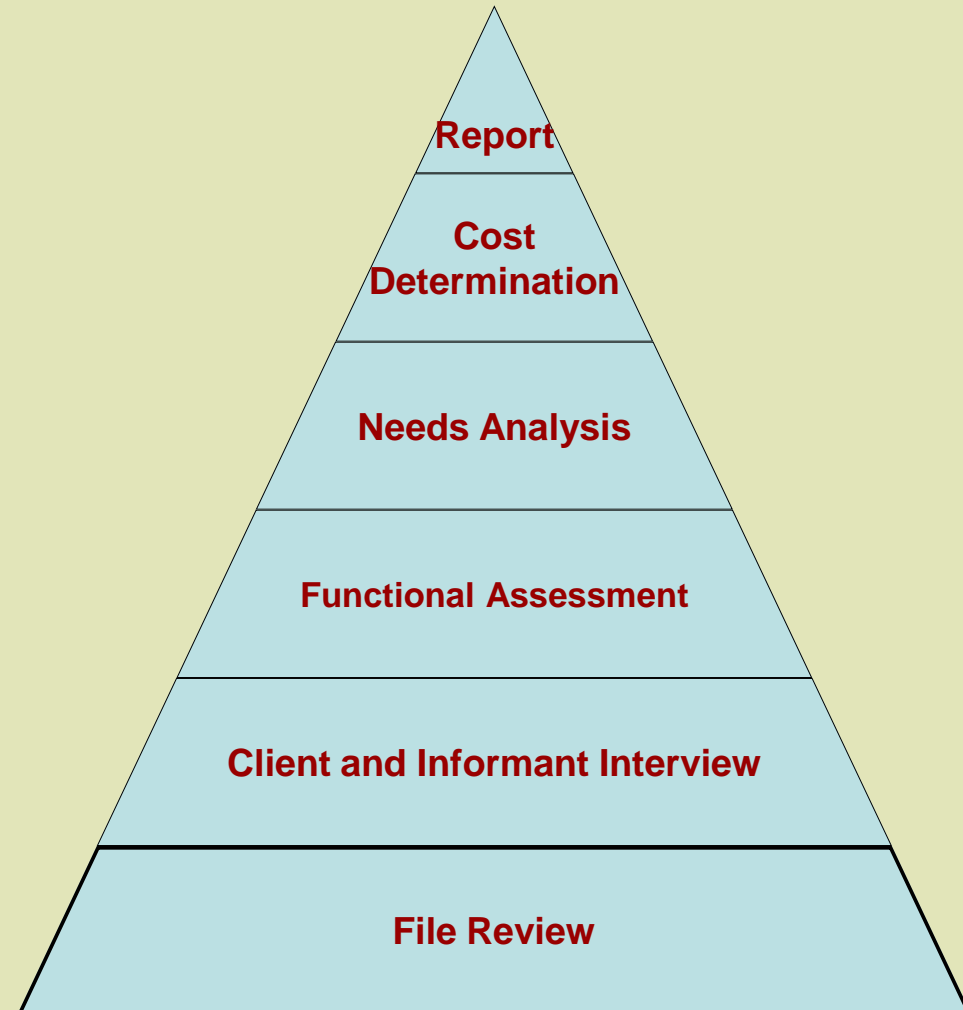 Report
Cost
Determination
Needs Analysis
Functional Assessment
Client and Informant Interview
File Review